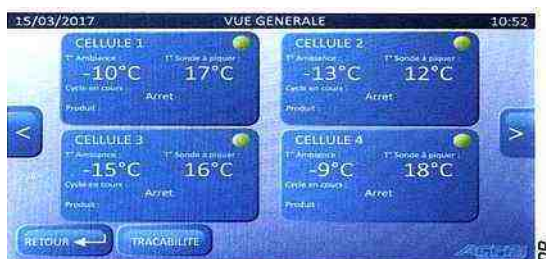 15/03/2017 VUE GENERALE 10:52
CELLULE 1
T° Ambiance : T° Sonde à piquer :
-10°C 17°C
Cycle en cours :
Arret
Produit :
CELLULE 2
T° Ambiance : T° Sonde à piquer :
-13°C 12°C
Cycle en cours :
Arret
Produit :
CELLULE 3
T° Ambiance : T° Sonde à piquer :
-15°C 16°C
Cycle en cours :
Arret
Produit :
CELLULE 4
T° Ambiance : T° Sonde à piquer :
-9°C 18°C
Cycle en cours :
Arret
Produit :
<
>
RETOUR
TRACABILITE
DR